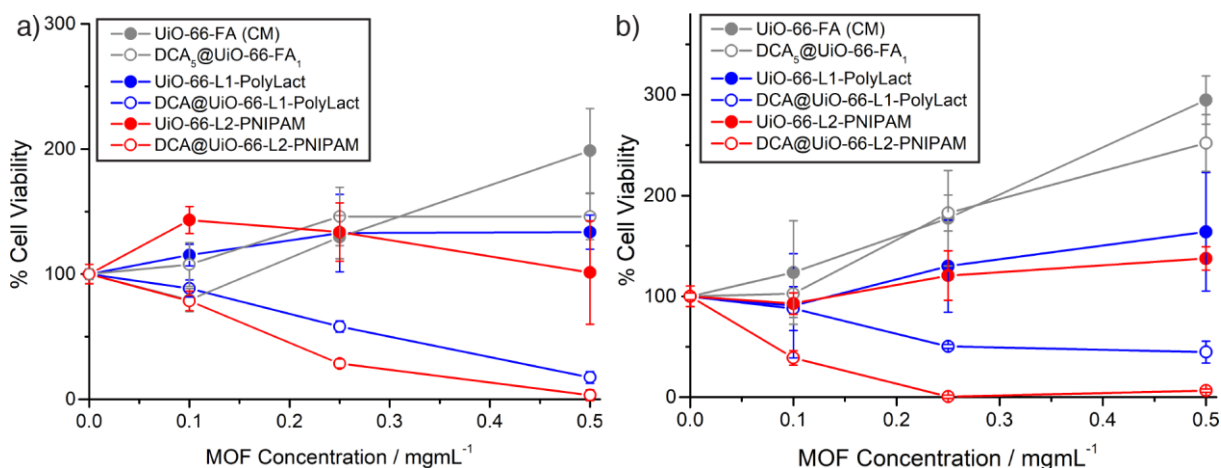 a)
% Cell Viability
300
200
100
0
UiO-66-FA (CM)
DCA₅@UiO-66-FA₁
UiO-66-L1-PolyLact
DCA@UiO-66-L1-PolyLact
UiO-66-L2-PNIPAM
DCA@UiO-66-L2-PNIPAM
0.0 0.1 0.2 0.3 0.4 0.5
MOF Concentration / mgmL⁻¹
b)
% Cell Viability
300
200
100
0
UiO-66-FA (CM)
DCA₅@UiO-66-FA₁
UiO-66-L1-PolyLact
DCA@UiO-66-L1-PolyLact
UiO-66-L2-PNIPAM
DCA@UiO-66-L2-PNIPAM
0.0 0.1 0.2 0.3 0.4 0.5
MOF Concentration / mgmL⁻¹